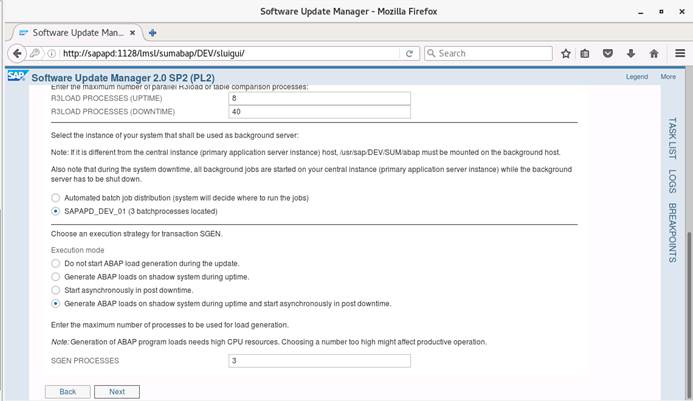 Software Update Manager - Mozilla Firefox
Software Update Man...
http://sapapd:1128/lmsl/sumabap/DEV/sluigui/
Search
SAP Software Update Manager 2.0 SP2 (PL2)
Legend More
Enter the maximum number of parallel R3load or table comparison processes:
R3LOAD PROCESSES (UPTIME) 8
R3LOAD PROCESSES (DOWNTIME) 40
Select the instance of your system that shall be used as background server:
Note: If it is different from the central instance (primary application server instance) host, /usr/sap/DEV/SUM/abap must be mounted on the background host.
Also note that during the system downtime, all background jobs are started on your central instance (primary application server instance) while the background
server has to be shut down.
Automated batch job distribution (system will decide where to run the jobs)
SAPAPD_DEV_01 (3 batchprocesses located)
Choose an execution strategy for transaction SGEN.
Execution mode
Do not start ABAP load generation during the update.
Generate ABAP loads on shadow system during uptime.
Start asynchronously in post downtime.
Generate ABAP loads on shadow system during uptime and start asynchronously in post downtime.
Enter the maximum number of processes to be used for load generation.
Note: Generation of ABAP program loads needs high CPU resources. Choosing a number too high might affect productive operation.
SGEN PROCESSES 3
Back Next
TASK LIST
LOGS
BREAKPOINTS